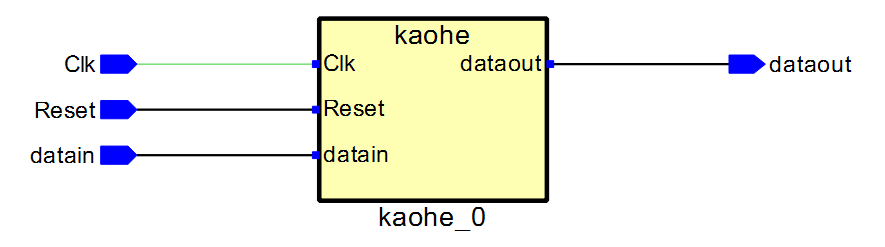 kaohe
Clk Clk dataout dataout
Reset Reset
datain datain
kaohe_0